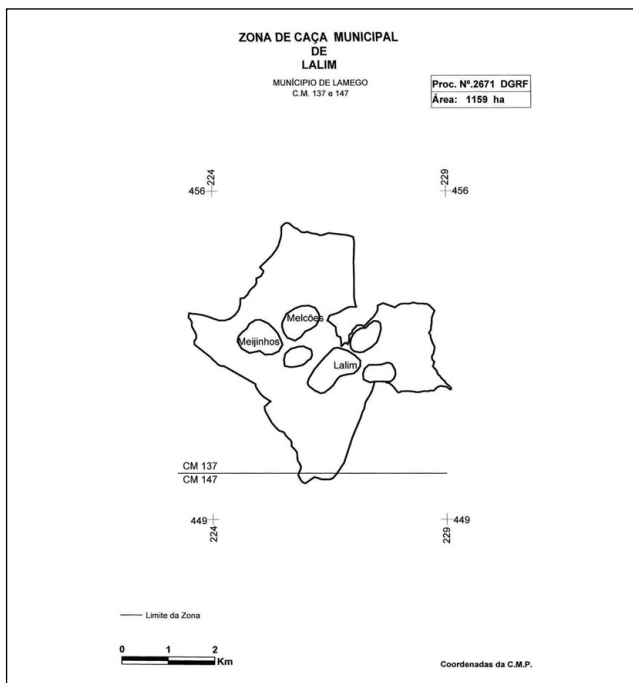 ZONA DE CAÇA MUNICIPAL
DE
LALIM
MUNÍCIPIO DE LAMEGO
C.M. 137 e 147
Proc. Nº.2671 DGRF
Área: 1159 ha
224
229
456
456
Melcões
Meijinhos
Lalim
CM 137
CM 147
449
449
224
229
Limite da Zona
0 1 2
Km
Coordenadas da C.M.P.